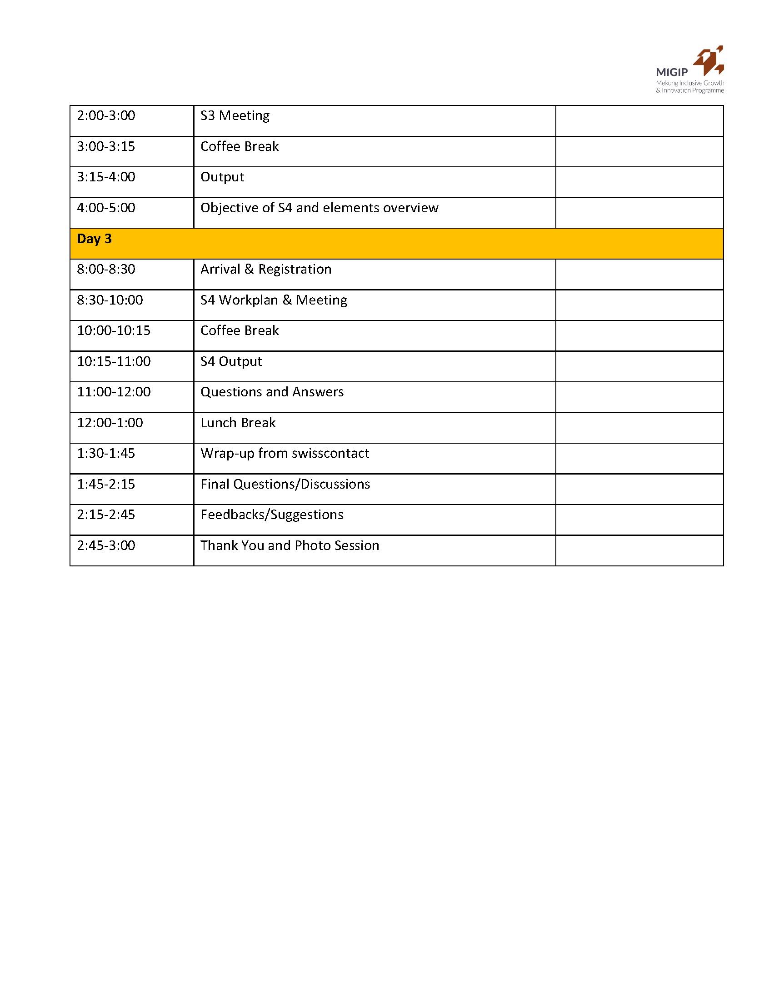 MIGIP
Mekong Inclusive Growth
& Innovation Programme
2:00-3:00 S3 Meeting
3:00-3:15 Coffee Break
3:15-4:00 Output
4:00-5:00 Objective of S4 and elements overview
Day 3
8:00-8:30 Arrival & Registration
8:30-10:00 S4 Workplan & Meeting
10:00-10:15 Coffee Break
10:15-11:00 S4 Output
11:00-12:00 Questions and Answers
12:00-1:00 Lunch Break
1:30-1:45 Wrap-up from swisscontact
1:45-2:15 Final Questions/Discussions
2:15-2:45 Feedbacks/Suggestions
2:45-3:00 Thank You and Photo Session